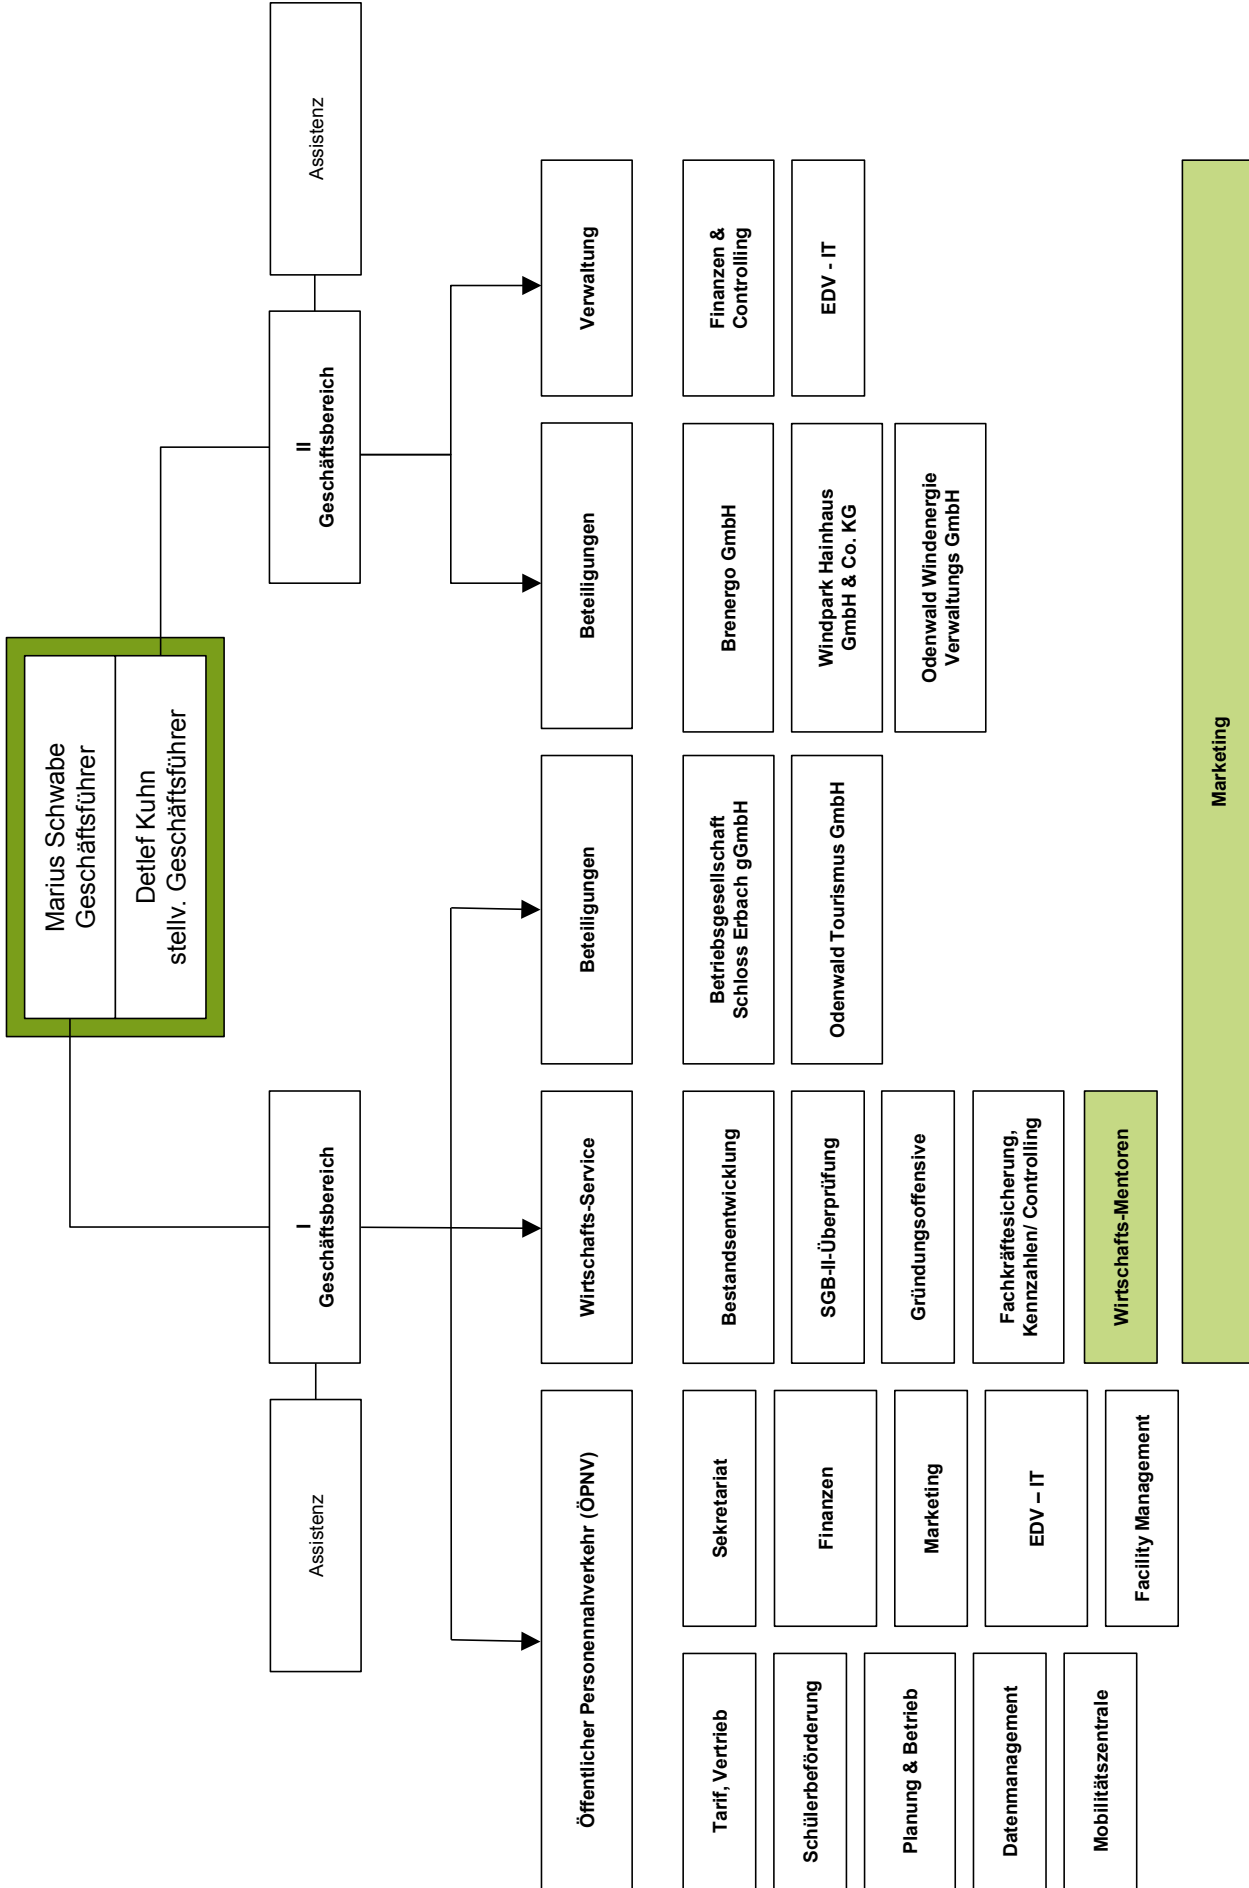 Marius Schwabe
Geschäftsführer
Detlef Kuhn
stellv. Geschäftsführer
Assistenz
I
Geschäftsbereich
II
Geschäftsbereich
Assistenz
Öffentlicher Personennahverkehr (ÖPNV)
Wirtschafts-Service
Beteiligungen
Beteiligungen
Verwaltung
Tarif, Vertrieb
Schülerbeförderung
Planung & Betrieb
Datenmanagement
Mobilitätszentrale
Sekretariat
Finanzen
Marketing
EDV – IT
Facility Management
Bestandsentwicklung
SGB-II-Überprüfung
Gründungsoffensive
Fachkräftesicherung,
Kennzahlen/ Controlling
Wirtschafts-Mentoren
Betriebsgesellschaft
Schloss Erbach gGmbH
Odenwald Tourismus GmbH
Brenergo GmbH
Windpark Hainhaus
GmbH & Co. KG
Odenwald Windenergie
Verwaltungs GmbH
Finanzen &
Controlling
EDV - IT
Marketing